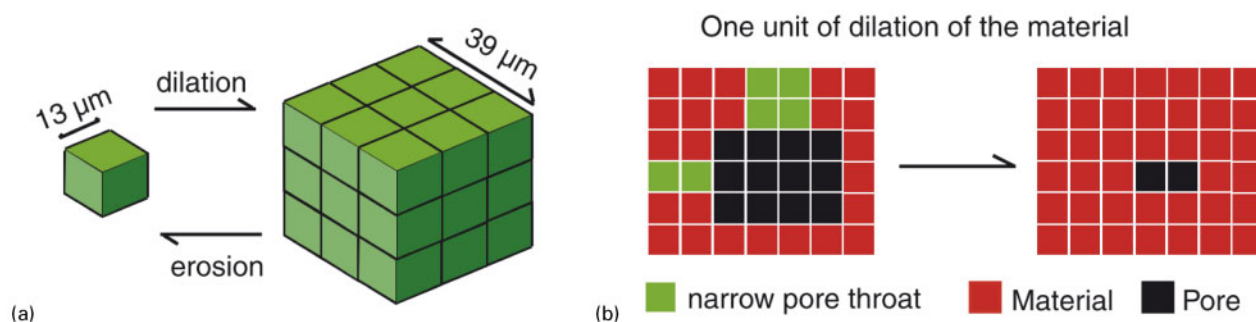 13 µm
dilation
erosion
39 µm
(a)
One unit of dilation of the material
narrow pore throat
Material
Pore
(b)